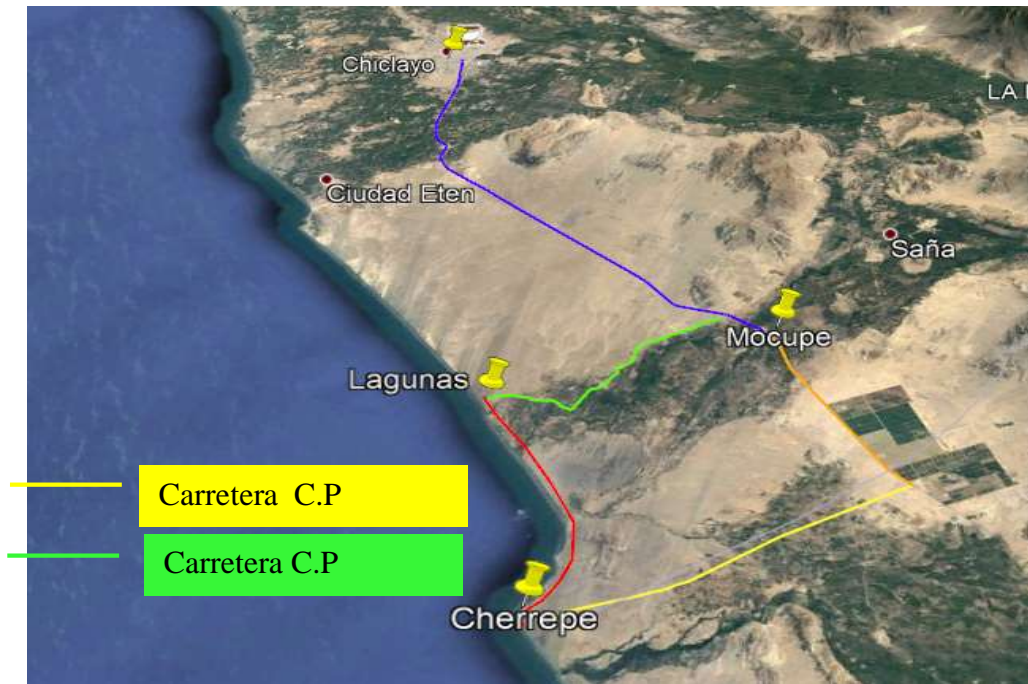 Chiclayo
LA
Ciudad Eten
Saña
Mocupe
Lagunas
Carretera C.P
Carretera C.P
Cherrepe